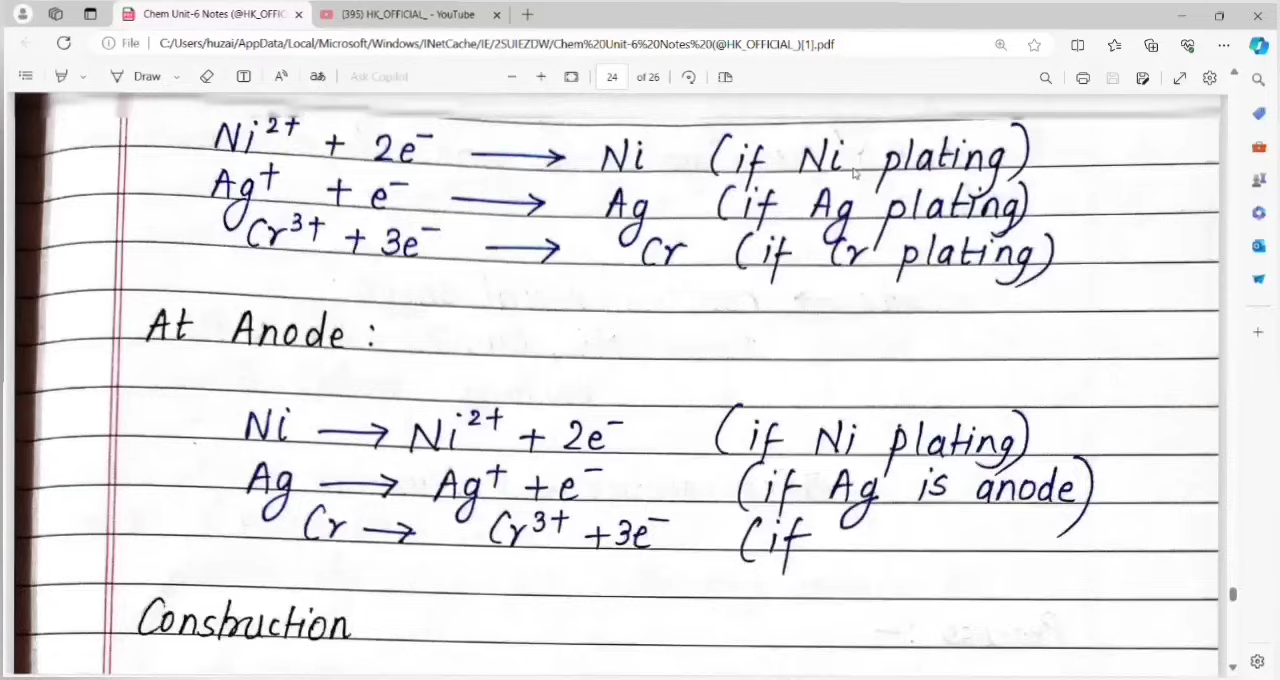 Chem Unit-6 Notes (@HK_OFFIC
(395) HK_OFFICIAL_ - YouTube
File
C:/Users/huzai/AppData/Local/Microsoft/Windows/INetCache/IE/2SUIEZDW/Chem%20Unit-6%20Notes%20(@HK_OFFICIAL_)[1].pdf
Draw
Ask Copilot
24 of 26
Ni²⁺ + 2e⁻ ⟶ Ni (if Ni plating)
Ag⁺ + e⁻ ⟶ Ag (if Ag plating)
Cr³⁺ + 3e⁻ ⟶ Cr (if Cr plating)
At Anode :
Ni ⟶ Ni²⁺ + 2e⁻ (if Ni plating)
Ag ⟶ Ag⁺ + e⁻ (if Ag is anode)
Cr ⟶ Cr³⁺ + 3e⁻ (if
Construction